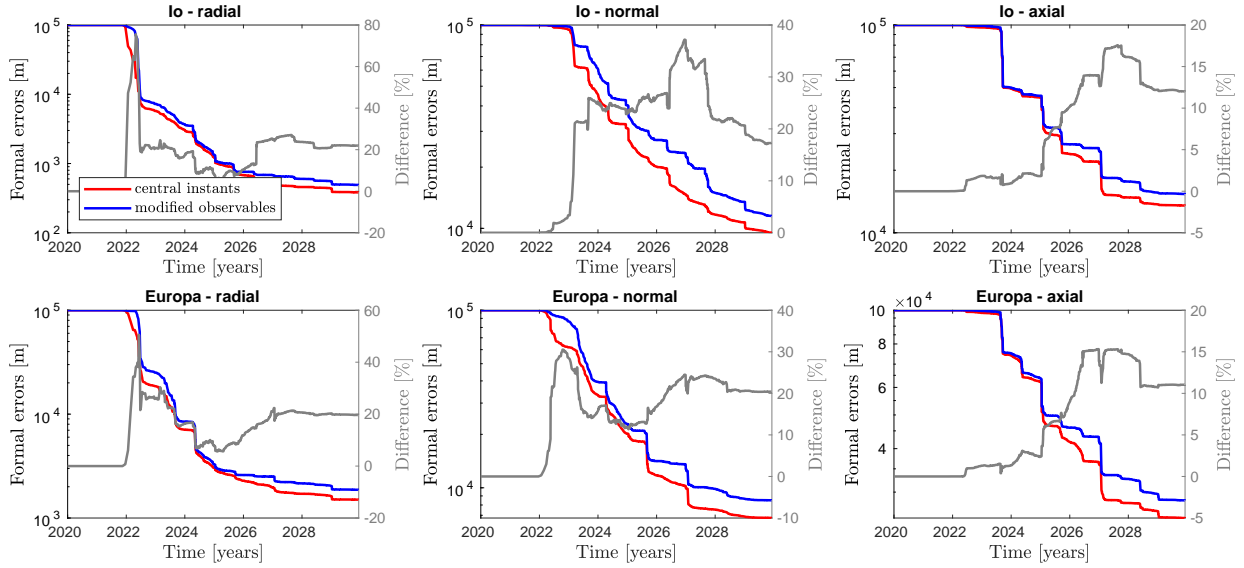 Io - radial
Formal errors [m]
10^5
10^4
10^3
10^2
80
60
40
20
0
-20
Difference [%]
central instants
modified observables
2020 2022 2024 2026 2028
Time [years]
Io - normal
Formal errors [m]
10^5
10^4
40
30
20
10
0
Difference [%]
2020 2022 2024 2026 2028
Time [years]
Io - axial
Formal errors [m]
10^5
10^4
20
15
10
5
0
-5
Difference [%]
2020 2022 2024 2026 2028
Time [years]
Europa - radial
Formal errors [m]
10^5
10^4
10^3
60
40
20
0
-20
Difference [%]
2020 2022 2024 2026 2028
Time [years]
Europa - normal
Formal errors [m]
10^5
10^4
40
30
20
10
0
-10
Difference [%]
2020 2022 2024 2026 2028
Time [years]
Europa - axial
×10^4
Formal errors [m]
10
8
6
4
20
15
10
5
0
-5
Difference [%]
2020 2022 2024 2026 2028
Time [years]